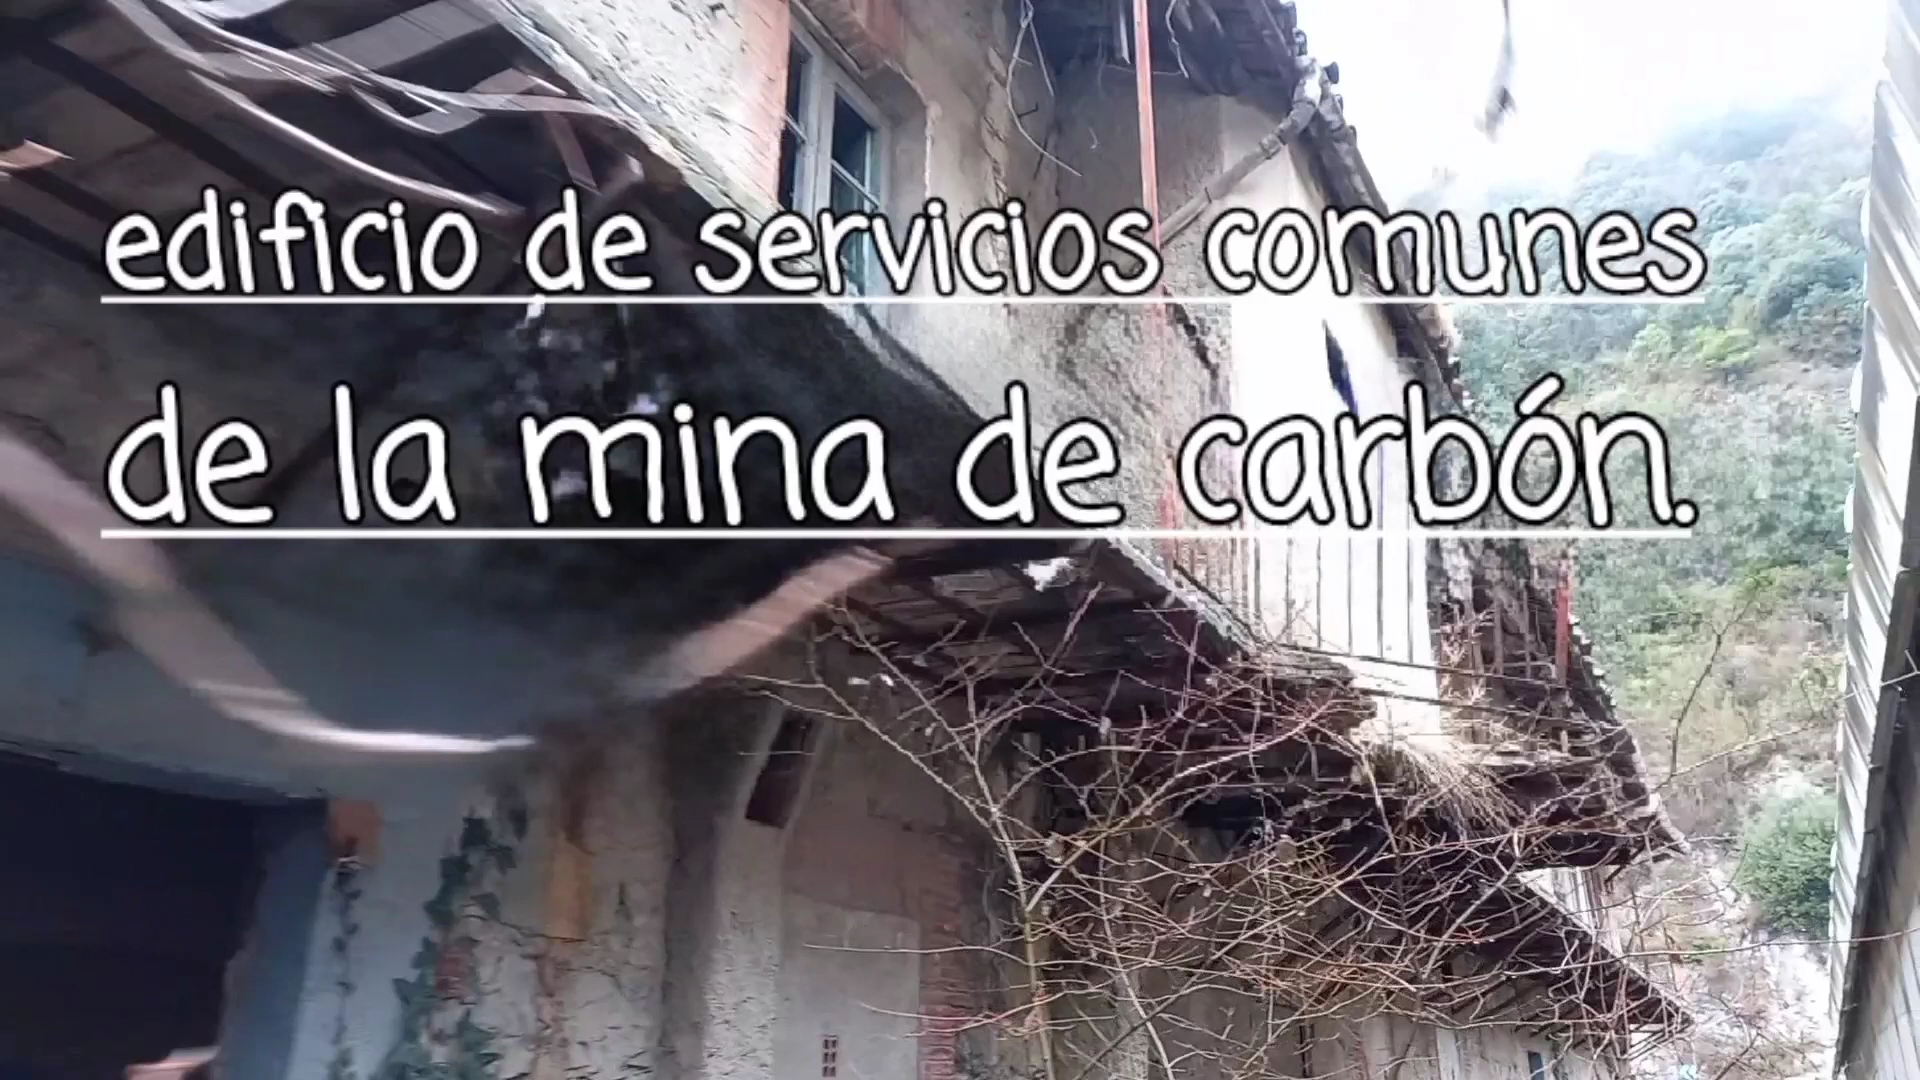 edificio de servicios comunes
de la mina de carbón.